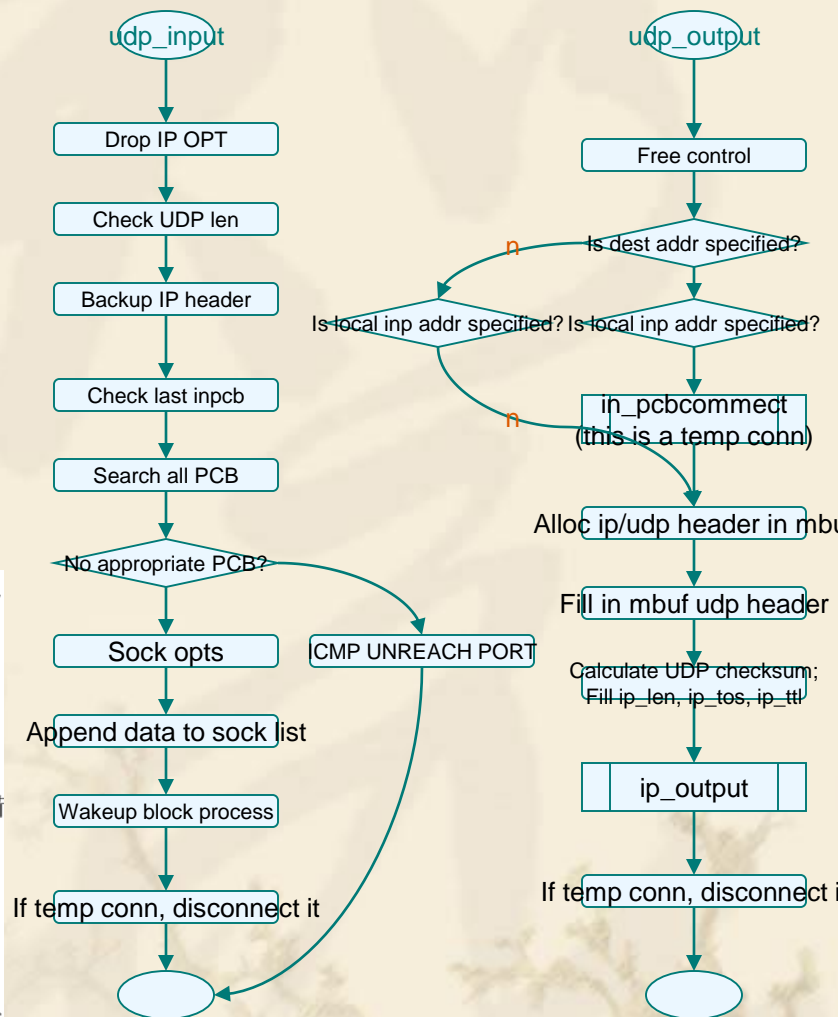 udp_input
Drop IP OPT
Check UDP len
Backup IP header
Check last inpcb
Search all PCB
No appropriate PCB?
Sock opts
ICMP UNREACH PORT
Append data to sock list
Wakeup block process
If temp conn, disconnect it
udp_output
Free control
Is dest addr specified?
n
Is local inp addr specified?
Is local inp addr specified?
in_pcbcommect
(this is a temp conn)
n
Alloc ip/udp header in mbu
Fill in mbuf udp header
Calculate UDP checksum;
Fill ip_len, ip_tos, ip_ttl
ip_output
If temp conn, disconnect i